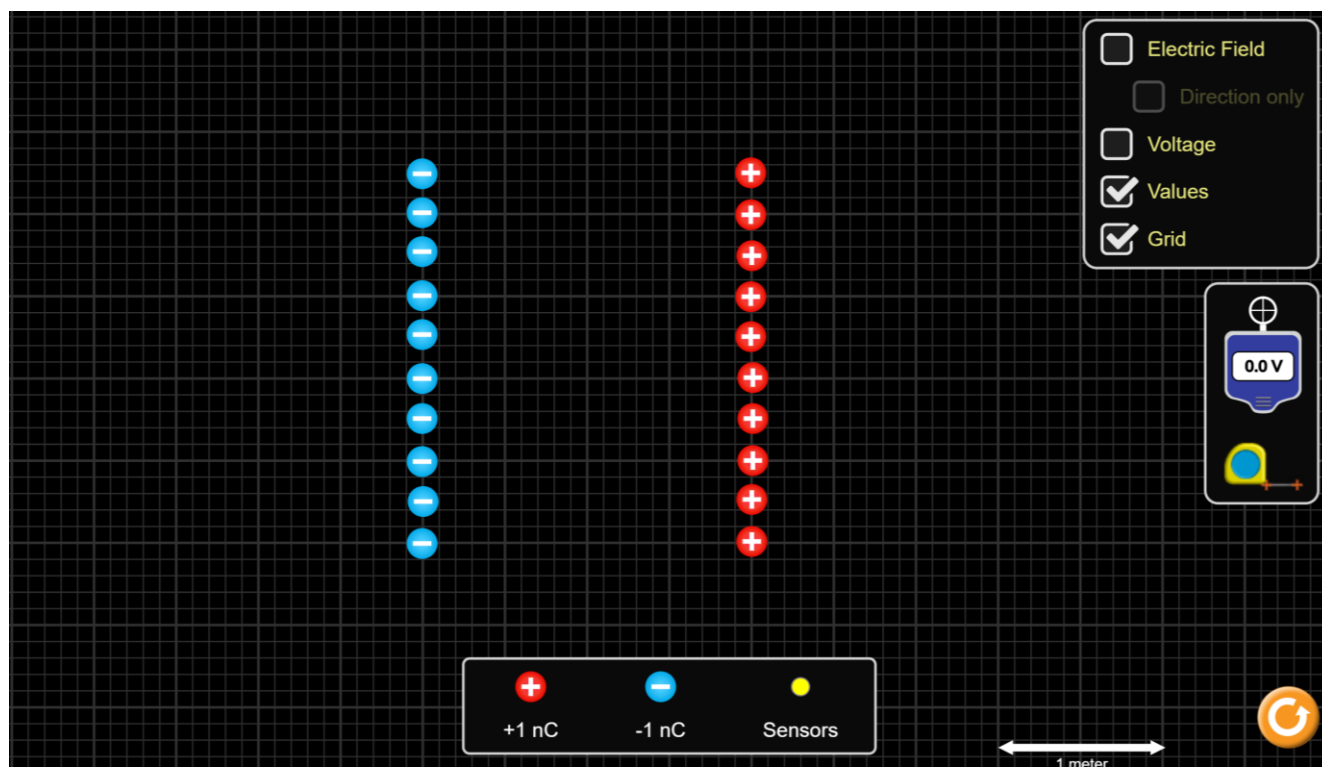 Electric Field
Direction only
Voltage
Values
Grid
0.0 V
+1 nC
-1 nC
Sensors
1 meter